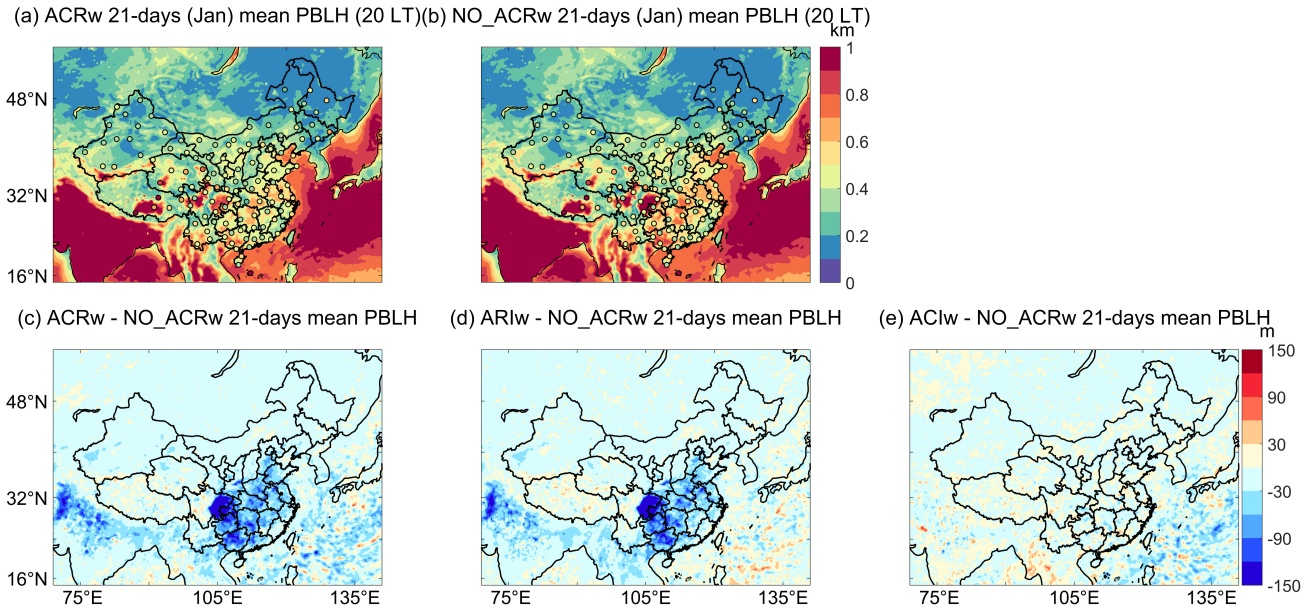 (a) ACRw 21-days (Jan) mean PBLH (20 LT)
(b) NO_ACRw 21-days (Jan) mean PBLH (20 LT)
km
48°N
32°N
16°N
1
0.8
0.6
0.4
0.2
0
(c) ACRw - NO_ACRw 21-days mean PBLH
(d) ARIw - NO_ACRw 21-days mean PBLH
(e) ACIw - NO_ACRw 21-days mean PBLH
m
48°N
32°N
16°N
150
90
30
-30
-90
-150
75°E
105°E
135°E
75°E
105°E
135°E
75°E
105°E
135°E